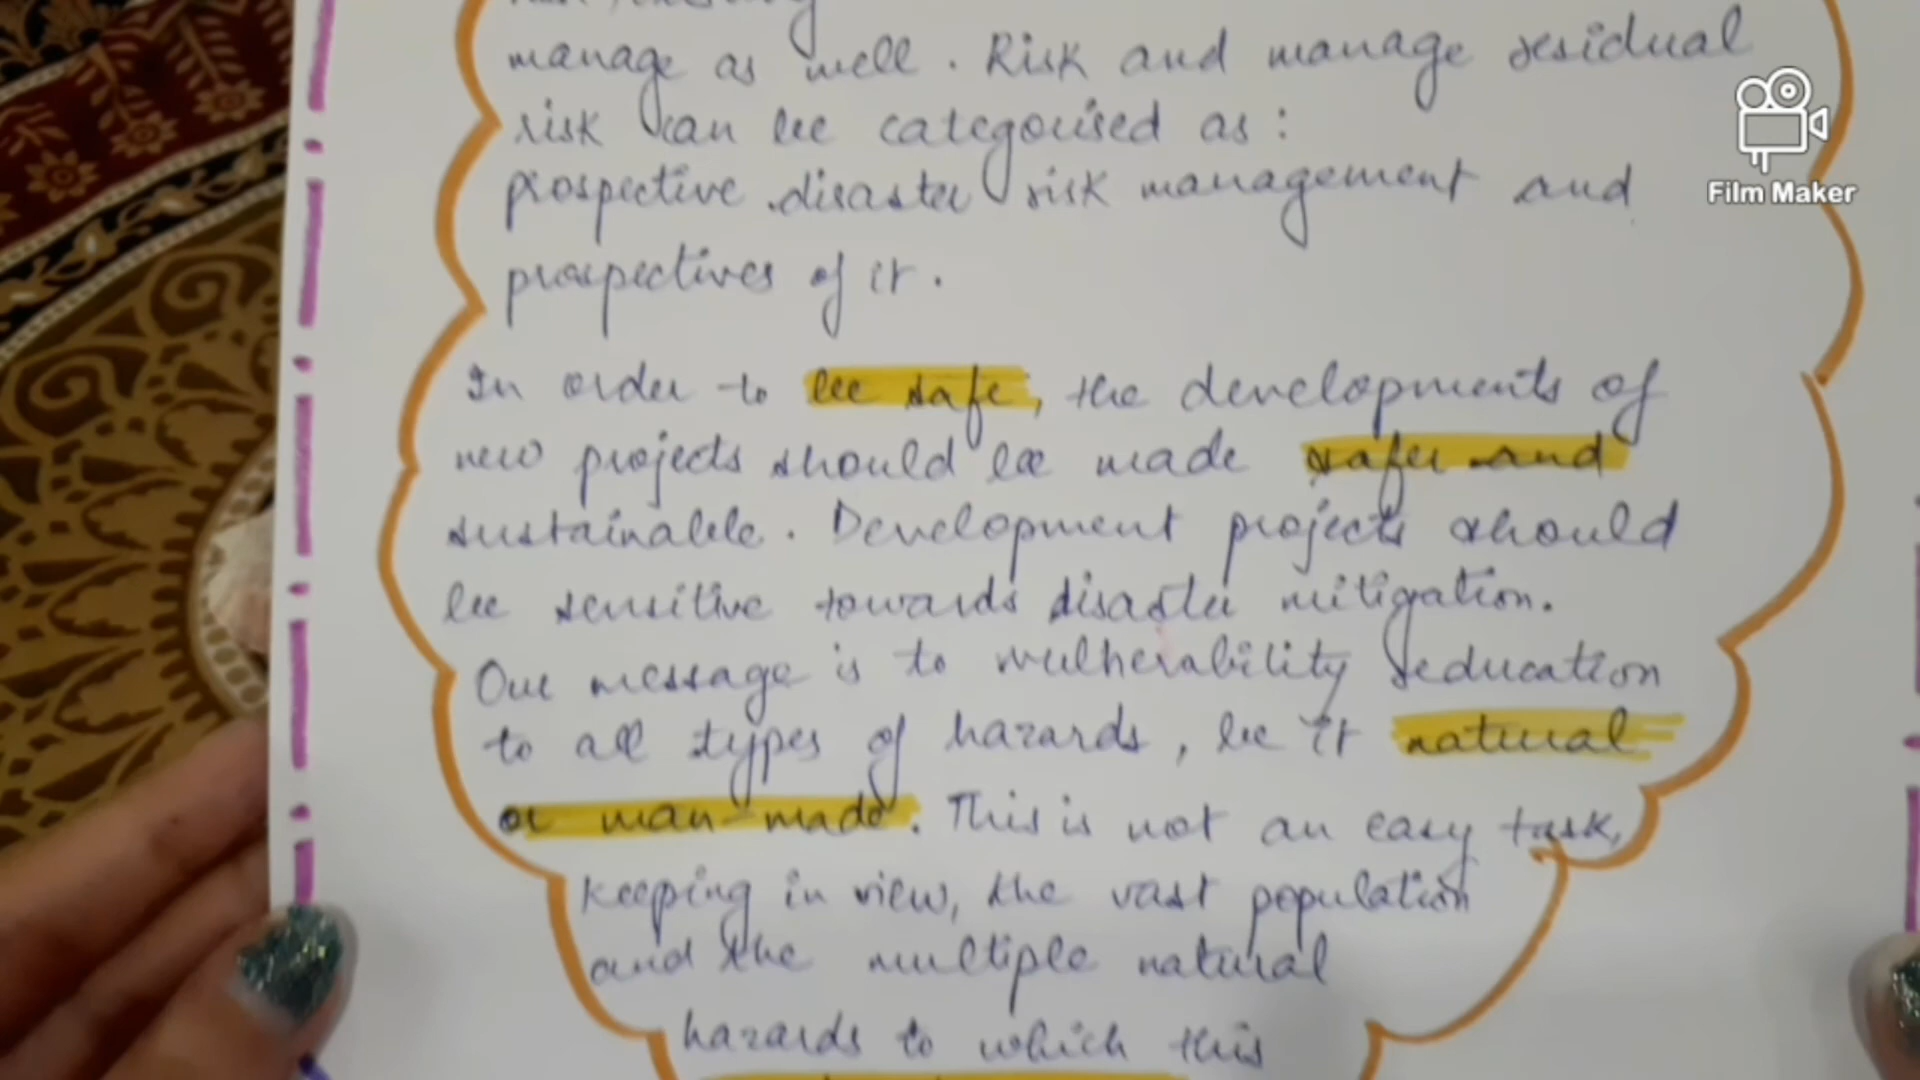 manage as well. Risk and manage residual
risk can be categorised as:
prospective disaster risk management and
prospectives of it.
In order to be safe, the developments of
new projects should be made safer and
sustainable. Development projects should
be sensitive towards disaster mitigation.
Our message is to vulnerability reducation
to all types of hazards, be it natural
or man-made. This is not an easy task,
keeping in view, the vast population
and the multiple natural
hazards to which this
Film Maker